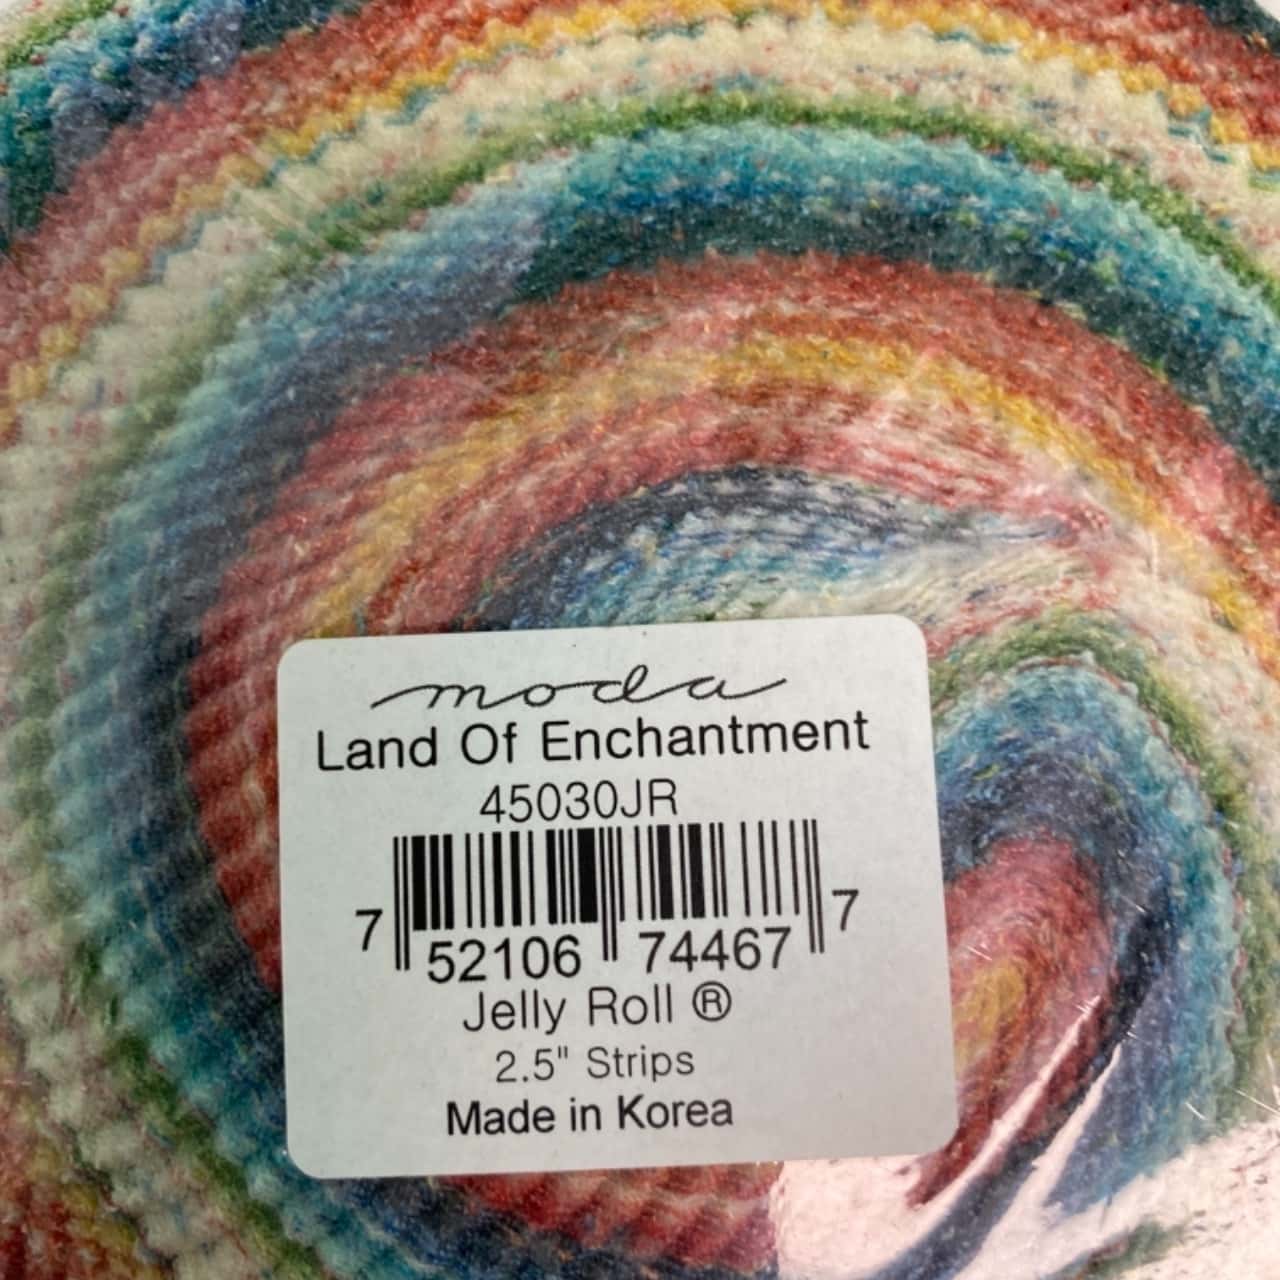 moda
Land Of Enchantment
45030JR
7 52106 74467 7
Jelly Roll ®
2.5" Strips
Made in Korea